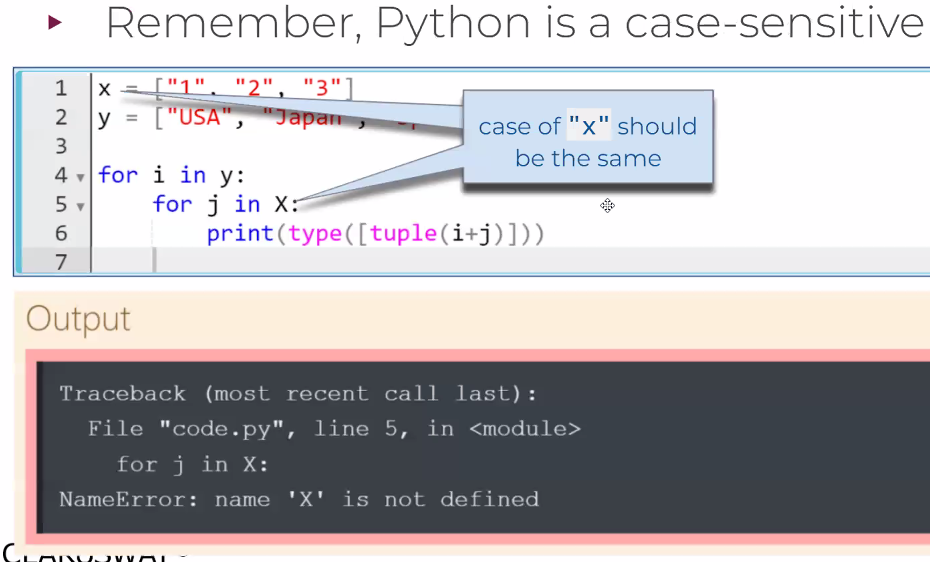 ▸ Remember, Python is a case-sensitive
1 x = ["1", "2", "3"]
2 y = ["USA", "Japan",
3
4 for i in y:
5 for j in X:
6 print(type([tuple(i+j)]))
7
case of "x" should
be the same
Output
Traceback (most recent call last):
File "code.py", line 5, in <module>
for j in X:
NameError: name 'X' is not defined